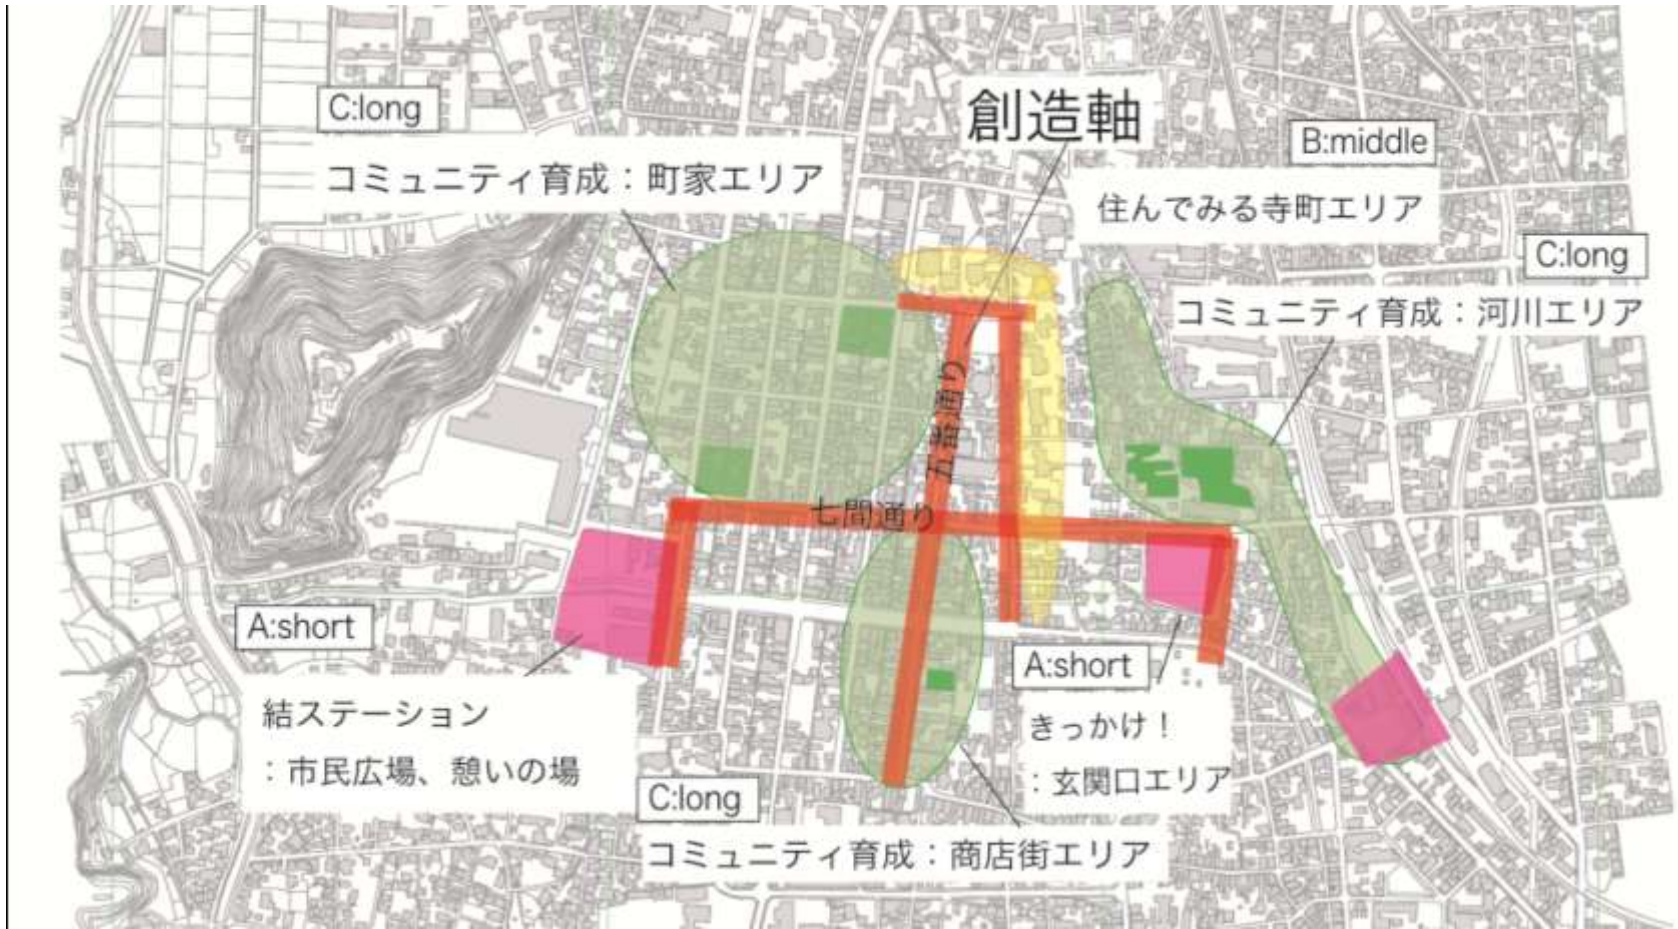 C:long
創造軸
B:middle
コミュニティ育成：町家エリア
住んでみる寺町エリア
C:long
コミュニティ育成：河川エリア
五番通り
七間通り
A:short
結ステーション
：市民広場、憩いの場
A:short
きっかけ！
：玄関口エリア
C:long
コミュニティ育成：商店街エリア